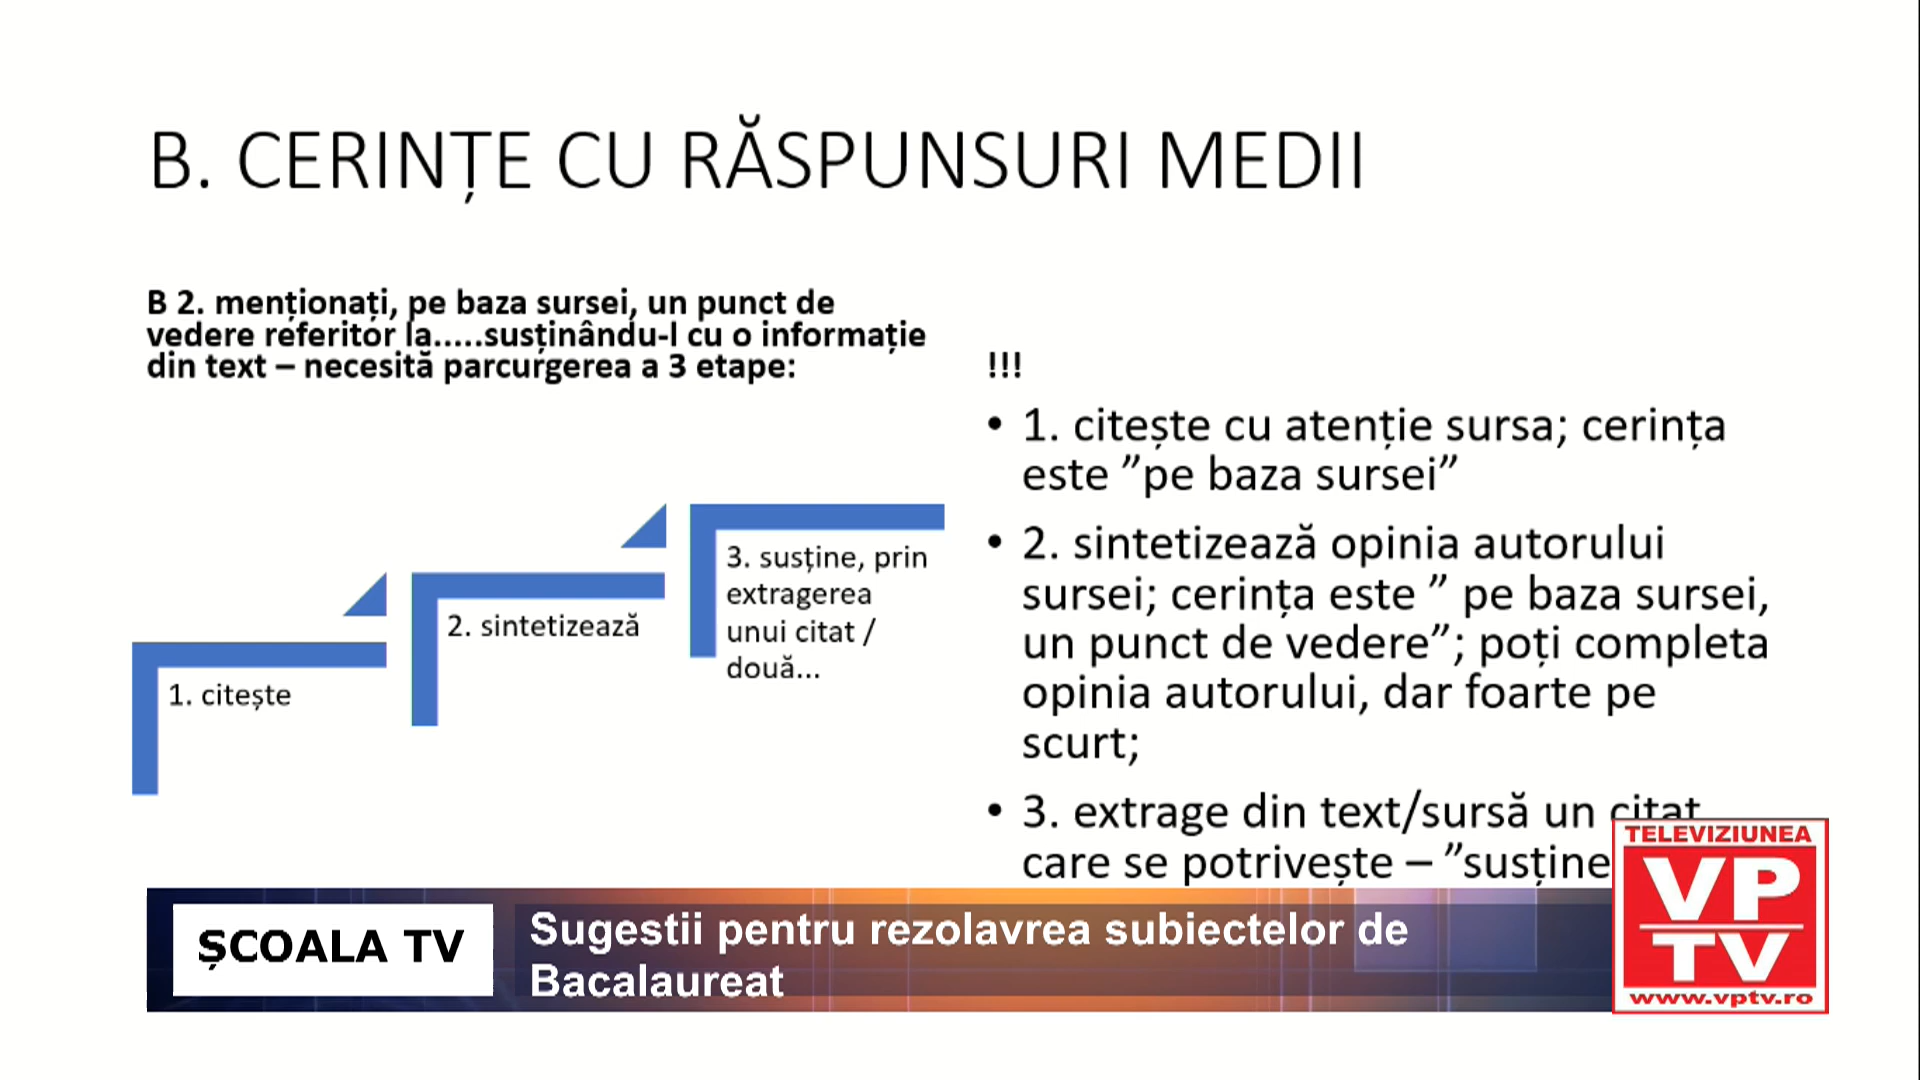 B. CERINȚE CU RĂSPUNSURI MEDII
B 2. menționați, pe baza sursei, un punct de
vedere referitor la.....susținându-l cu o informație
din text – necesită parcurgerea a 3 etape:
1. citește
2. sintetizează
3. susține, prin
extragerea
unui citat /
două...
!!!
• 1. citește cu atenție sursa; cerința
este ”pe baza sursei”
• 2. sintetizează opinia autorului
sursei; cerința este ” pe baza sursei,
un punct de vedere”; poți completa
opinia autorului, dar foarte pe
scurt;
• 3. extrage din text/sursă un citat
care se potrivește – ”susține
ȘCOALA TV
Sugestii pentru rezolavrea subiectelor de
Bacalaureat
TELEVIZIUNEA
VP
TV
www.vptv.ro